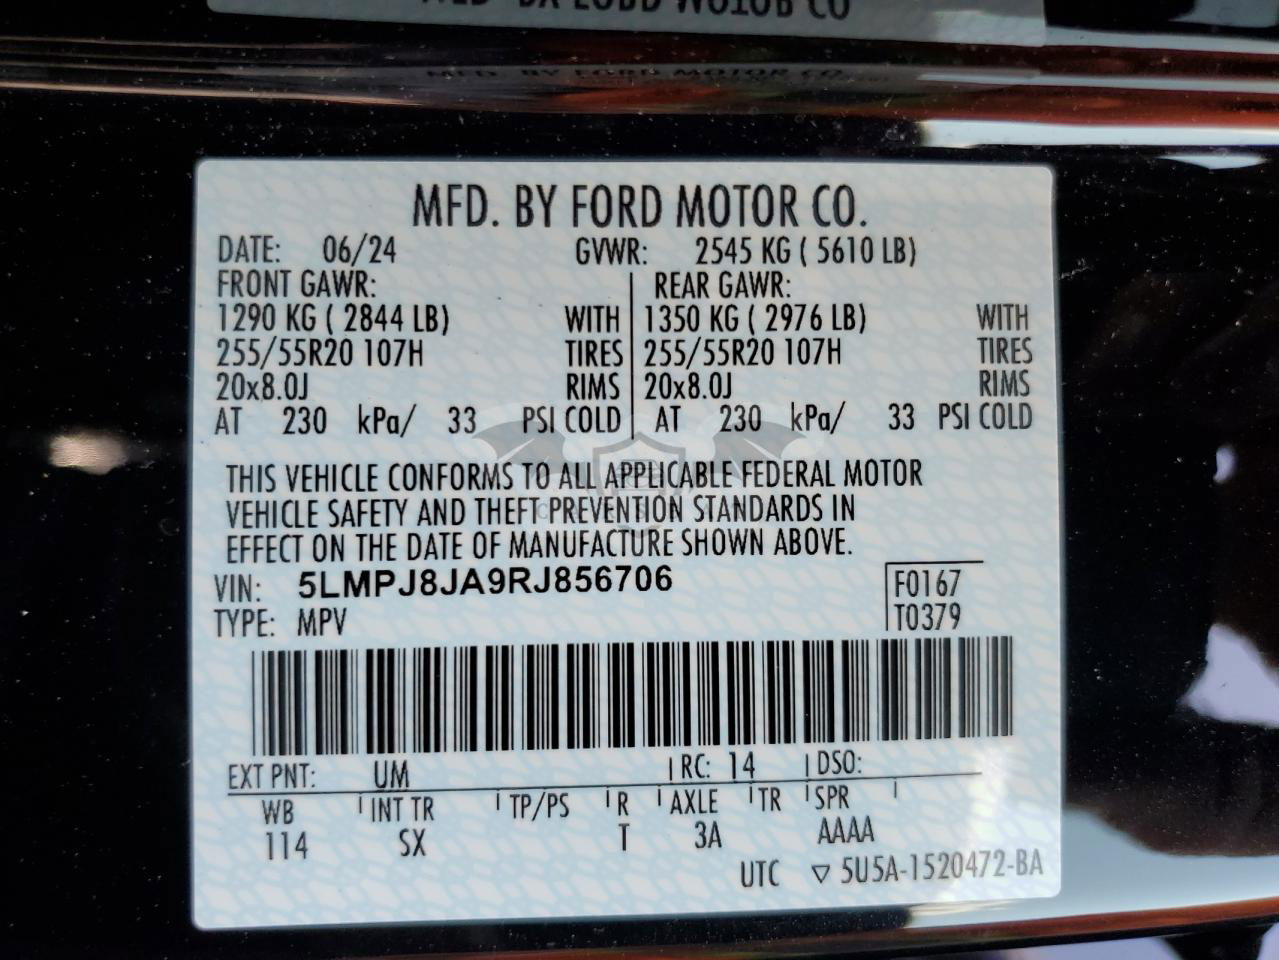 MFD. BY FORD MOTOR CO.
MFD. BY FORD MOTOR CO.
DATE: 06/24 GVWR: 2545 KG ( 5610 LB)
FRONT GAWR: REAR GAWR:
1290 KG ( 2844 LB) WITH 1350 KG ( 2976 LB) WITH
255/55R20 107H TIRES 255/55R20 107H TIRES
20x8.0J RIMS 20x8.0J RIMS
AT 230 kPa/ 33 PSI COLD AT 230 kPa/ 33 PSI COLD
THIS VEHICLE CONFORMS TO ALL APPLICABLE FEDERAL MOTOR
VEHICLE SAFETY AND THEFT PREVENTION STANDARDS IN
EFFECT ON THE DATE OF MANUFACTURE SHOWN ABOVE.
VIN: 5LMPJ8JA9RJ856706 F0167
TYPE: MPV T0379
EXT PNT: UM RC: 14 DSO:
WB INT TR TP/PS R AXLE TR SPR
114 SX T 3A AAAA
UTC ▽ 5U5A-1520472-BA